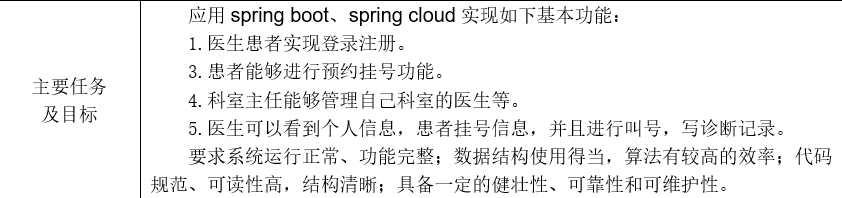 主要任务
及目标
应用 spring boot、spring cloud 实现如下基本功能：
1.医生患者实现登录注册。
3.患者能够进行预约挂号功能。
4.科室主任能够管理自己科室的医生等。
5.医生可以看到个人信息，患者挂号信息，并且进行叫号，写诊断记录。
要求系统运行正常、功能完整；数据结构使用得当，算法有较高的效率；代码
规范、可读性高，结构清晰；具备一定的健壮性、可靠性和可维护性。